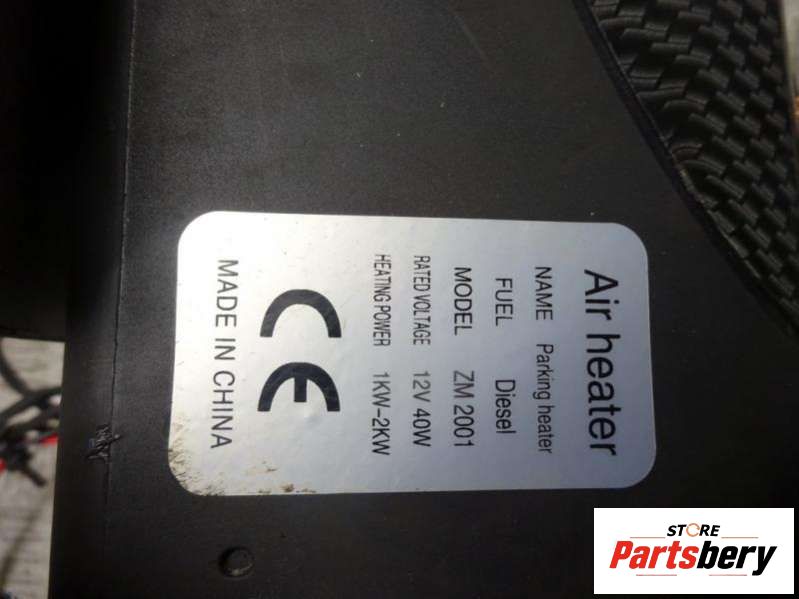 Air heater
NAME Parking heater
FUEL Diesel
MODEL ZM 2001
RATED VOLTAGE 12V 40W
HEATING POWER 1KW-2KW
CE
MADE IN CHINA
STORE
Partsbery